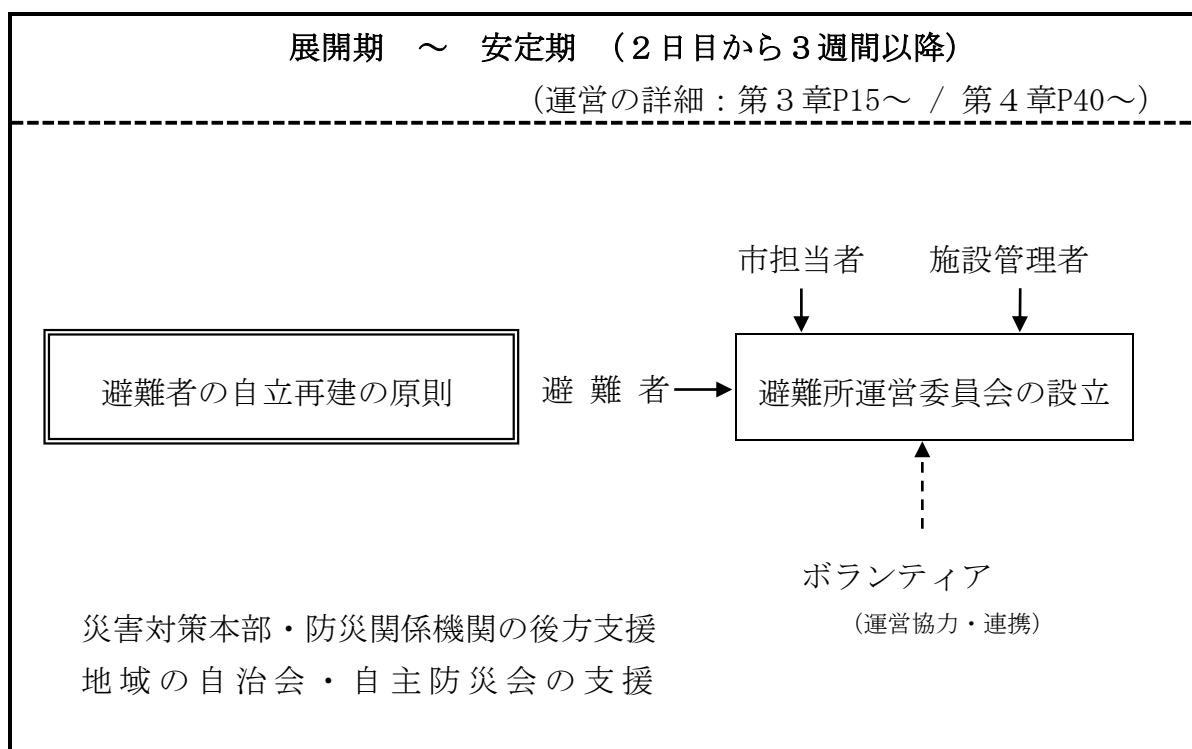 展開期　～　安定期　（２日目から３週間以降）
（運営の詳細：第３章P15～　/　第４章P40～）
市担当者　　施設管理者
避難者の自立再建の原則　避 難 者　避難所運営委員会の設立
ボランティア
（運営協力・連携）
災害対策本部・防災関係機関の後方支援
地域の自治会・自主防災会の支援